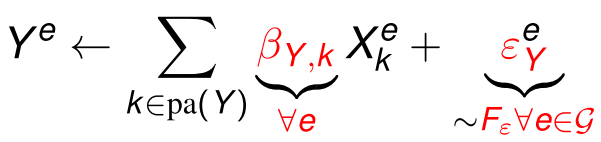 Y^e ← ∑_{k∈pa(Y)} β_{Y,k} X_k^e + ε_Y^e
∀e ∼F_ε∀e∈𝒢